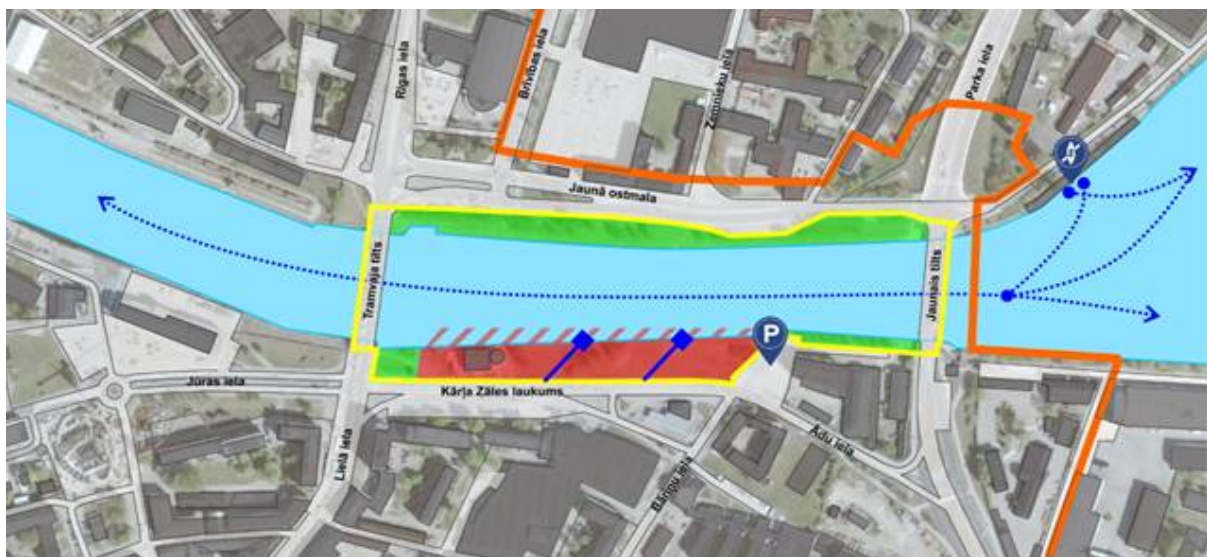 Rīgas iela
Brīvības iela
Zemnieku iela
Parka iela
Jaunā ostmala
Tramvaja tilts
Jaunais tilts
P
Jūras iela
Kārļa Zāles laukums
Lielā iela
Bāriņu iela
Ādu iela